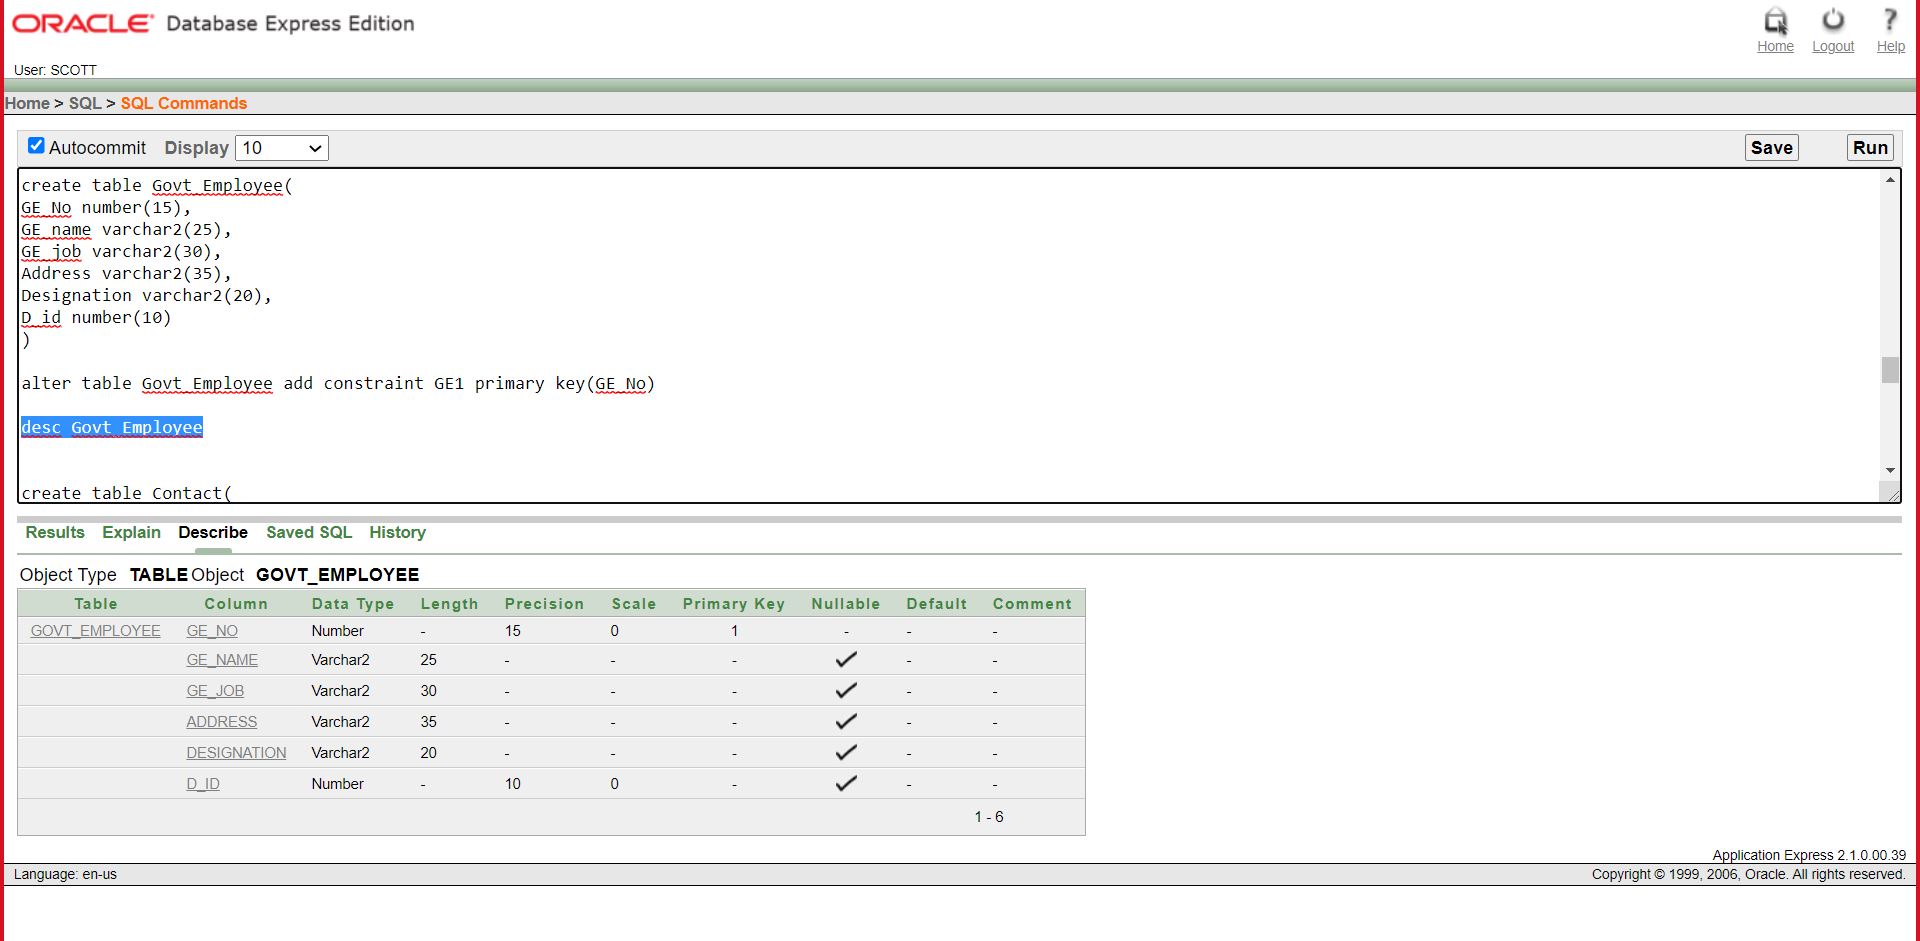 ORACLE Database Express Edition
Home Logout Help
User: SCOTT
Home > SQL > SQL Commands
Autocommit Display 10 Save Run
create table Govt_Employee(
GE_No number(15),
GE_name varchar2(25),
GE_job varchar2(30),
Address varchar2(35),
Designation varchar2(20),
D_id number(10)
)
alter table Govt_Employee add constraint GE1 primary key(GE_No)
desc Govt_Employee
create table Contact(
Results Explain Describe Saved SQL History
Object Type TABLE Object GOVT_EMPLOYEE
Table Column Data Type Length Precision Scale Primary Key Nullable Default Comment
GOVT_EMPLOYEE GE_NO Number - 15 0 1 - - -
GE_NAME Varchar2 25 - - - - -
GE_JOB Varchar2 30 - - - - -
ADDRESS Varchar2 35 - - - - -
DESIGNATION Varchar2 20 - - - - -
D_ID Number - 10 0 - - -
1 - 6
Application Express 2.1.0.00.39
Language: en-us Copyright © 1999, 2006, Oracle. All rights reserved.